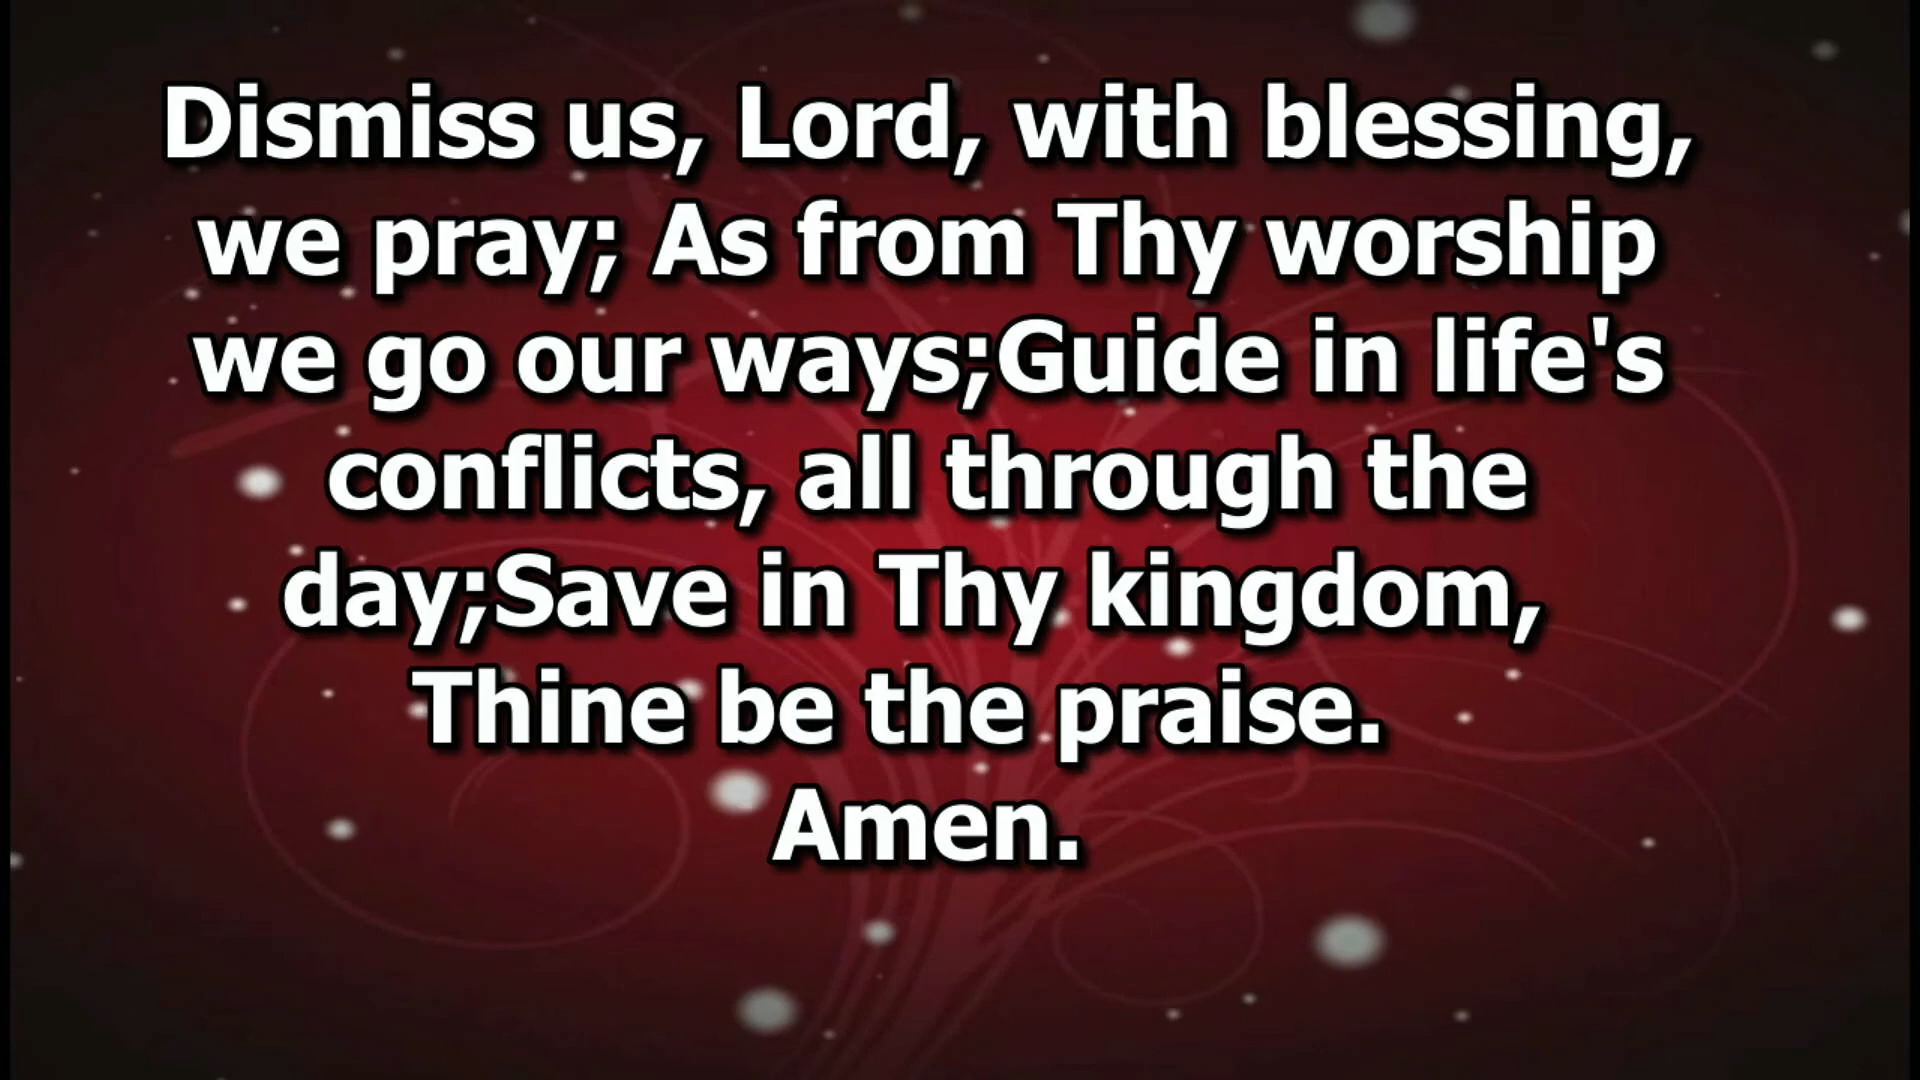 Dismiss us, Lord, with blessing,
we pray; As from Thy worship
we go our ways;Guide in life's
conflicts, all through the
day;Save in Thy kingdom,
Thine be the praise.
Amen.